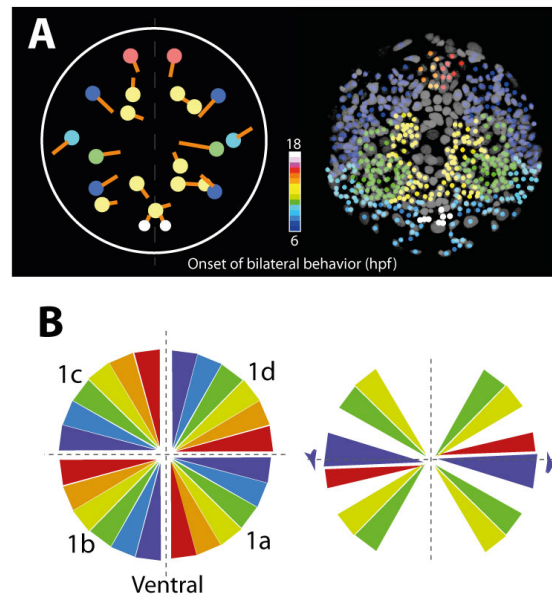 A
18
6
Onset of bilateral behavior (hpf)
B
1c
1d
1b
1a
Ventral